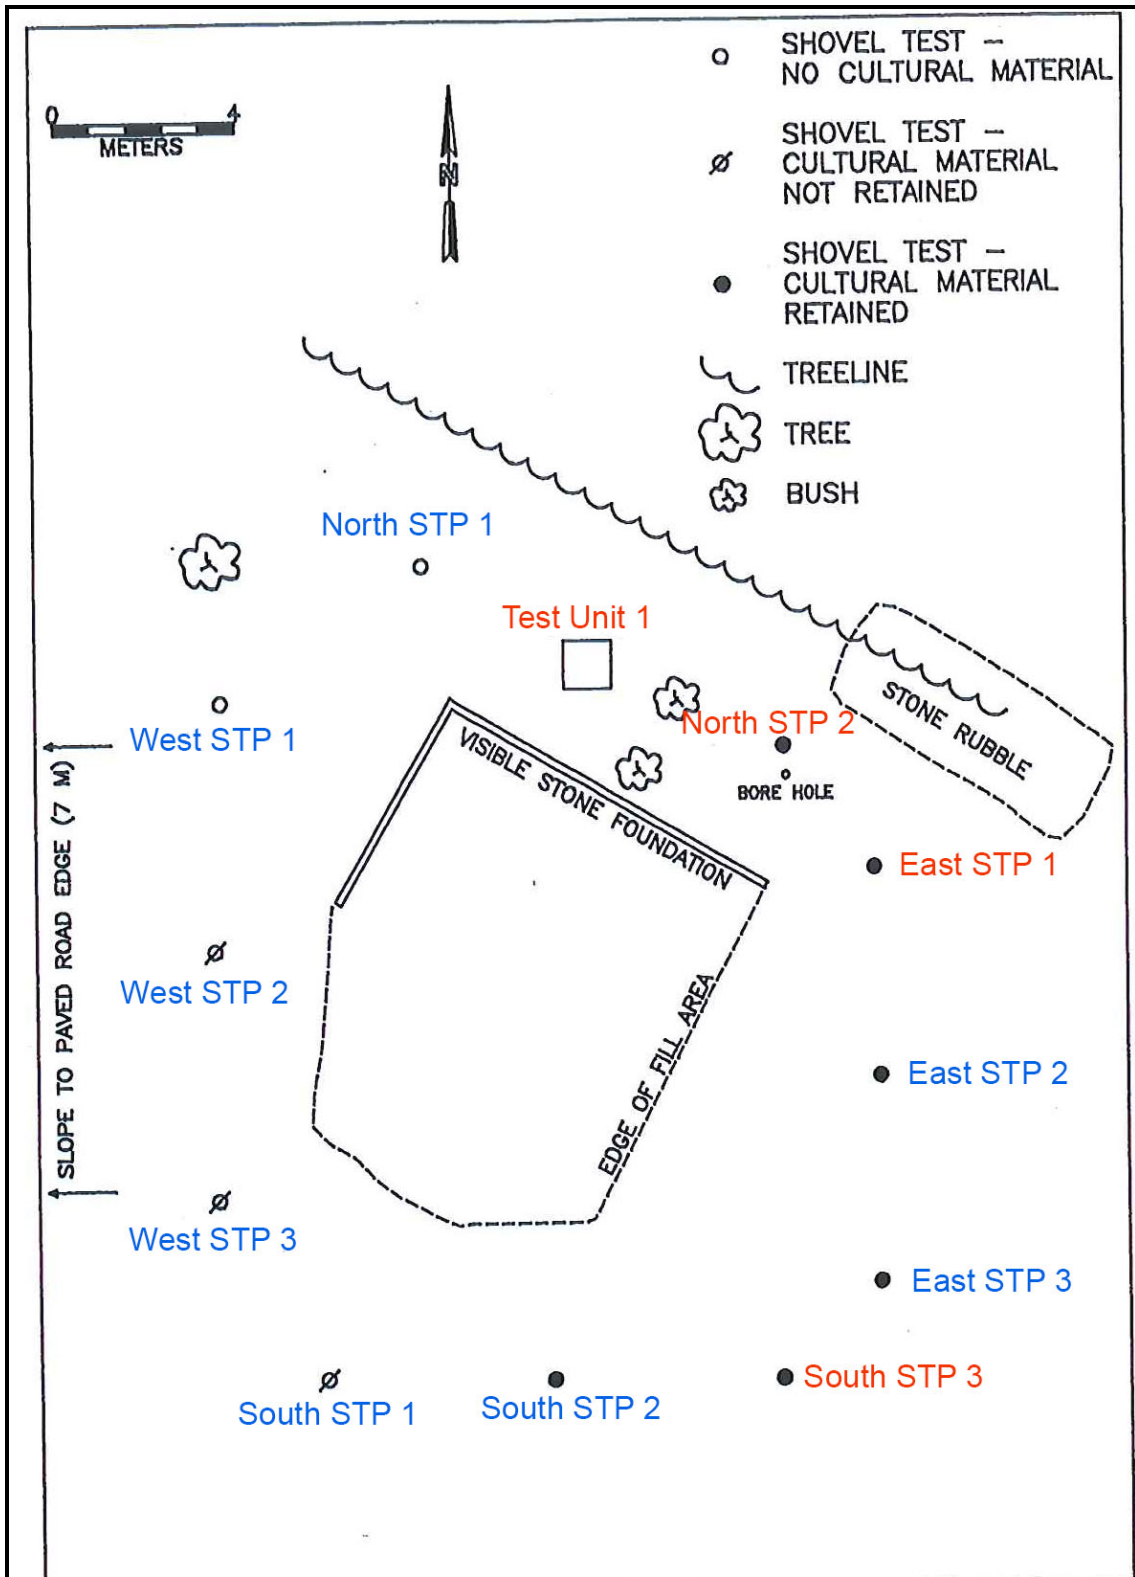 SHOVEL TEST –
NO CULTURAL MATERIAL
0 4
METERS
N
SHOVEL TEST –
CULTURAL MATERIAL
NOT RETAINED
SHOVEL TEST –
CULTURAL MATERIAL
RETAINED
TREELINE
TREE
BUSH
North STP 1
Test Unit 1
STONE RUBBLE
West STP 1
North STP 2
VISIBLE STONE FOUNDATION
BORE HOLE
East STP 1
SLOPE TO PAVED ROAD EDGE (7 M)
West STP 2
EDGE OF FILL AREA
East STP 2
West STP 3
East STP 3
South STP 1
South STP 2
South STP 3